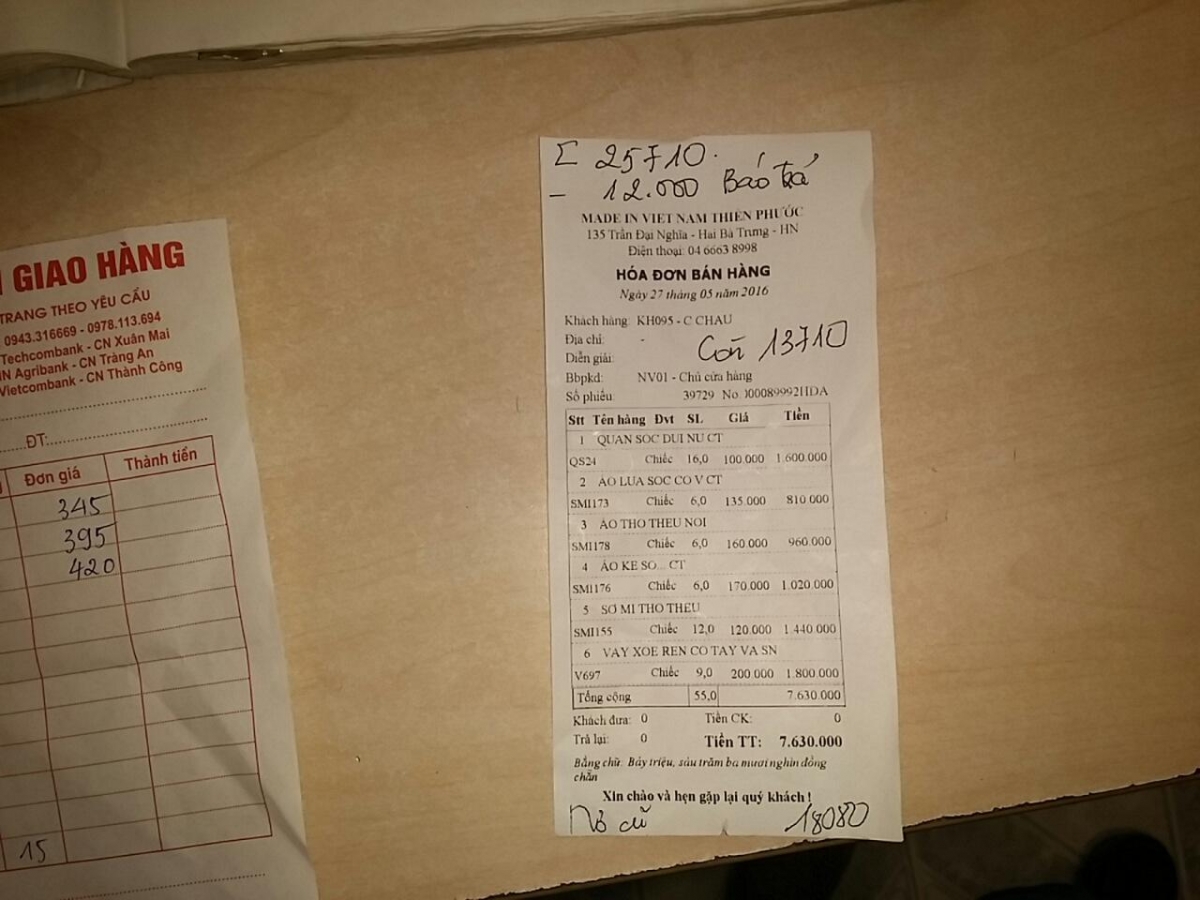 GIAO HÀNG
TRANG THEO YÊU CẦU
0943.316669 - 0978.113.694
Techcombank - CN Xuân Mai
Agribank - CN Tràng An
Vietcombank - CN Thành Công
ĐT:
Đơn giá Thành tiền
345
395
420
15
Σ 25710.
- 12.000 Báo trả
MADE IN VIET NAM THIÊN PHƯỚC
135 Trần Đại Nghĩa - Hai Bà Trưng - HN
Điện thoại: 04 6663 8998
HÓA ĐƠN BÁN HÀNG
Ngày 27 tháng 05 năm 2016
Khách hàng: KH095 - C CHAU
Địa chỉ: -
Diễn giải:
Còn 13710
Bbpkd: NV01 - Chủ cửa hàng
Số phiếu: 39729 No. )00089992HDA
Stt Tên hàng Đvt SL Giá Tiền
1 QUAN SOC DUI NU CT
QS24 Chiếc 16,0 100.000 1.600.000
2 AO LUA SOC CO V CT
SM1173 Chiếc 6,0 135.000 810.000
3 AO THO THEU NOI
SM1178 Chiếc 6,0 160.000 960.000
4 AO KE SO... CT
SM1176 Chiếc 6,0 170.000 1.020.000
5 SƠ MI THO THEU
SM1155 Chiếc 12,0 120.000 1.440.000
6 VAY XOE REN CO TAY VA SN
V697 Chiếc 9,0 200.000 1.800.000
Tổng cộng 55,0 7.630.000
Khách đưa: 0 Tiền CK: 0
Trả lại: 0 Tiền TT: 7.630.000
Bằng chữ: Bảy triệu, sáu trăm ba mươi nghìn đồng
chẵn
Xin chào và hẹn gặp lại quý khách !
Nợ cũ 18080